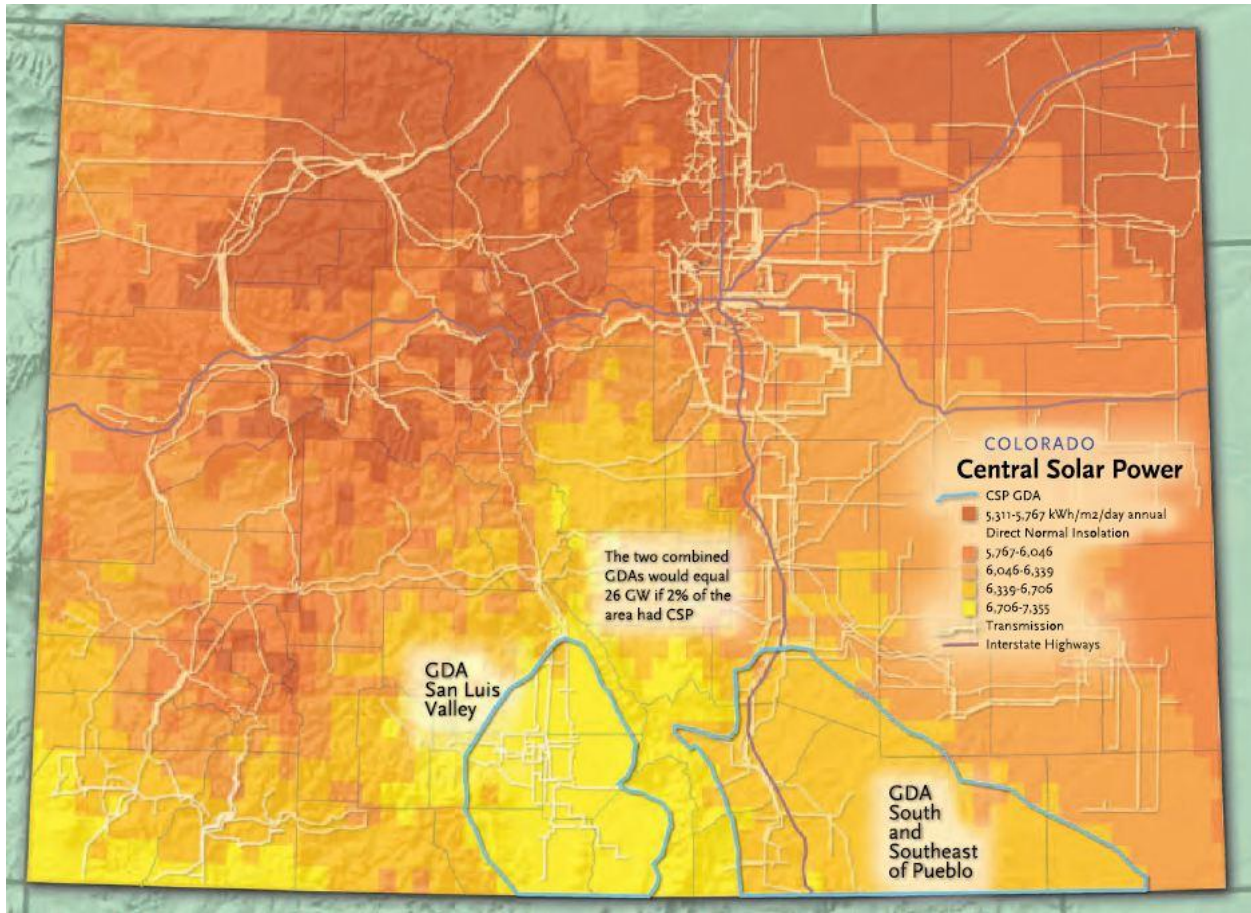 COLORADO
Central Solar Power
CSP GDA
5,311-5,767 kWh/m2/day annual
Direct Normal Insolation
5,767-6,046
6,046-6,339
6,339-6,706
6,706-7,355
Transmission
Interstate Highways
The two combined
GDAs would equal
26 GW if 2% of the
area had CSP
GDA
San Luis
Valley
GDA
South
and
Southeast
of Pueblo